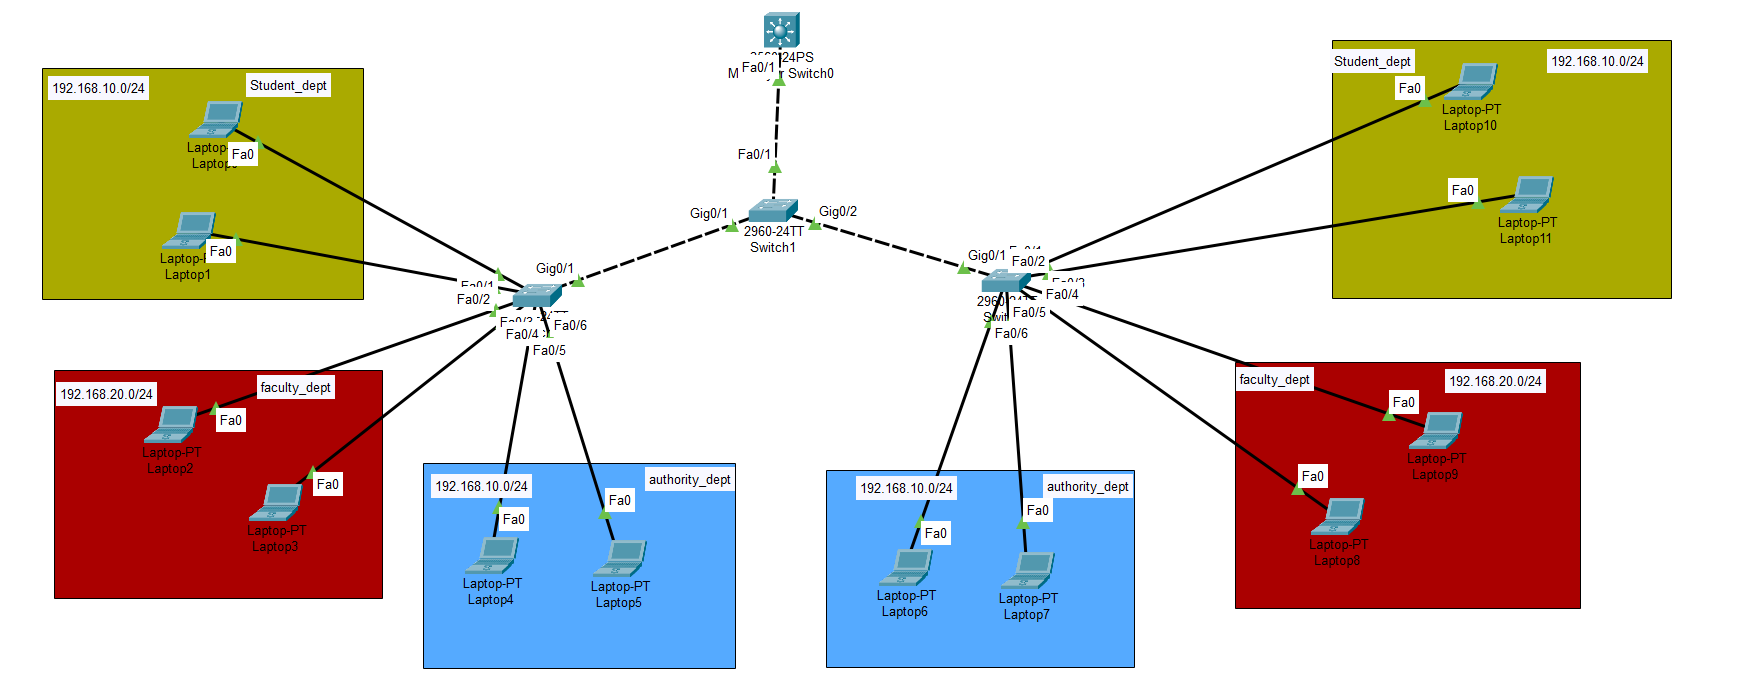 24PS
Fa0/1
Switch0
Fa0/1
Gig0/1
Gig0/2
2960-24TT
Switch1
192.168.10.0/24
Student_dept
Fa0
Fa0
Laptop1
Gig0/1
Fa0/2
Fa0/4
Fa0/6
Fa0/5
Student_dept
192.168.10.0/24
Fa0
Laptop-PT
Laptop10
Fa0
Laptop-PT
Laptop11
Gig0/1
Fa0/2
Fa0/4
Fa0/5
Fa0/6
192.168.20.0/24
faculty_dept
Fa0
Laptop-PT
Laptop2
Fa0
Laptop-PT
Laptop3
192.168.10.0/24
authority_dept
Fa0
Fa0
Laptop-PT
Laptop4
Laptop-PT
Laptop5
192.168.10.0/24
authority_dept
Fa0
Fa0
Laptop-PT
Laptop6
Laptop-PT
Laptop7
faculty_dept
192.168.20.0/24
Fa0
Laptop-PT
Laptop9
Fa0
Laptop-PT
Laptop8